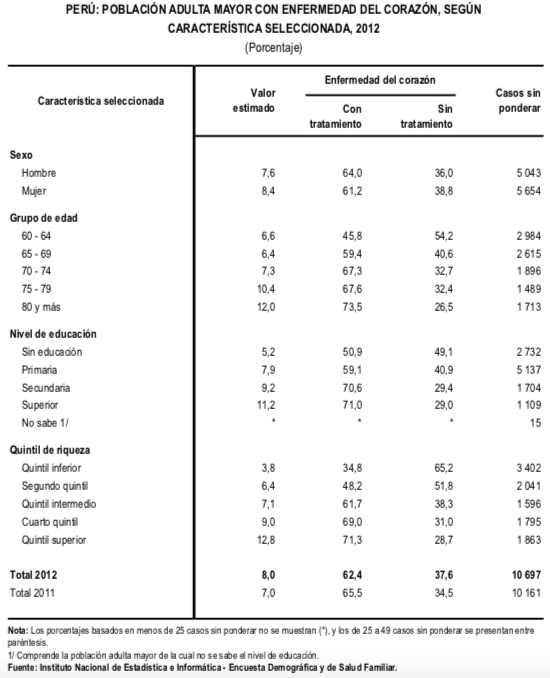 PERÚ: POBLACIÓN ADULTA MAYOR CON ENFERMEDAD DEL CORAZÓN, SEGÚN
CARACTERÍSTICA SELECCIONADA, 2012
(Porcentaje)
Característica seleccionada Valor estimado Enfermedad del corazón Casos sin ponderar
Con tratamiento Sin tratamiento
Sexo
Hombre 7,6 64,0 36,0 5 043
Mujer 8,4 61,2 38,8 5 654
Grupo de edad
60 - 64 6,6 45,8 54,2 2 984
65 - 69 6,4 59,4 40,6 2 615
70 - 74 7,3 67,3 32,7 1 896
75 - 79 10,4 67,6 32,4 1 489
80 y más 12,0 73,5 26,5 1 713
Nivel de educación
Sin educación 5,2 50,9 49,1 2 732
Primaria 7,9 59,1 40,9 5 137
Secundaria 9,2 70,6 29,4 1 704
Superior 11,2 71,0 29,0 1 109
No sabe 1/ * * * 15
Quintil de riqueza
Quintil inferior 3,8 34,8 65,2 3 402
Segundo quintil 6,4 48,2 51,8 2 041
Quintil intermedio 7,1 61,7 38,3 1 596
Cuarto quintil 9,0 69,0 31,0 1 795
Quintil superior 12,8 71,3 28,7 1 863
Total 2012 8,0 62,4 37,6 10 697
Total 2011 7,0 65,5 34,5 10 161
Nota: Los porcentajes basados en menos de 25 casos sin ponderar no se muestran (*), y los de 25 a 49 casos sin ponderar se presentan entre
paréntesis.
1/ Comprende la población adulta mayor de la cual no se sabe el nivel de educación.
Fuente: Instituto Nacional de Estadística e Informática - Encuesta Demográfica y de Salud Familiar.